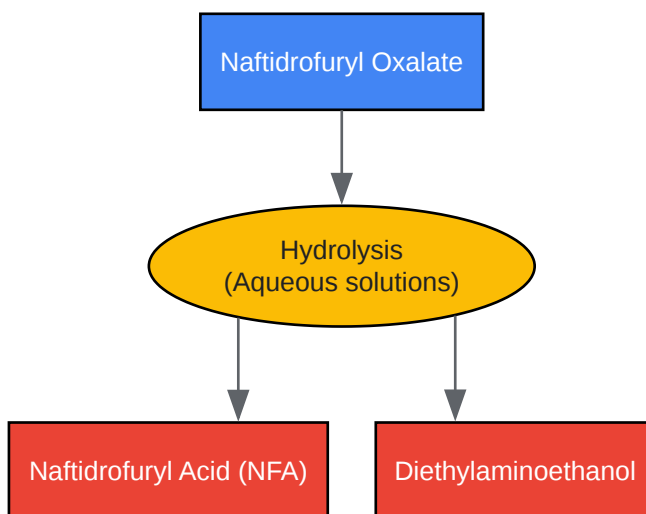 Naftidrofuryl Oxalate
Hydrolysis
(Aqueous solutions)
Naftidrofuryl Acid (NFA)
Diethylaminoethanol